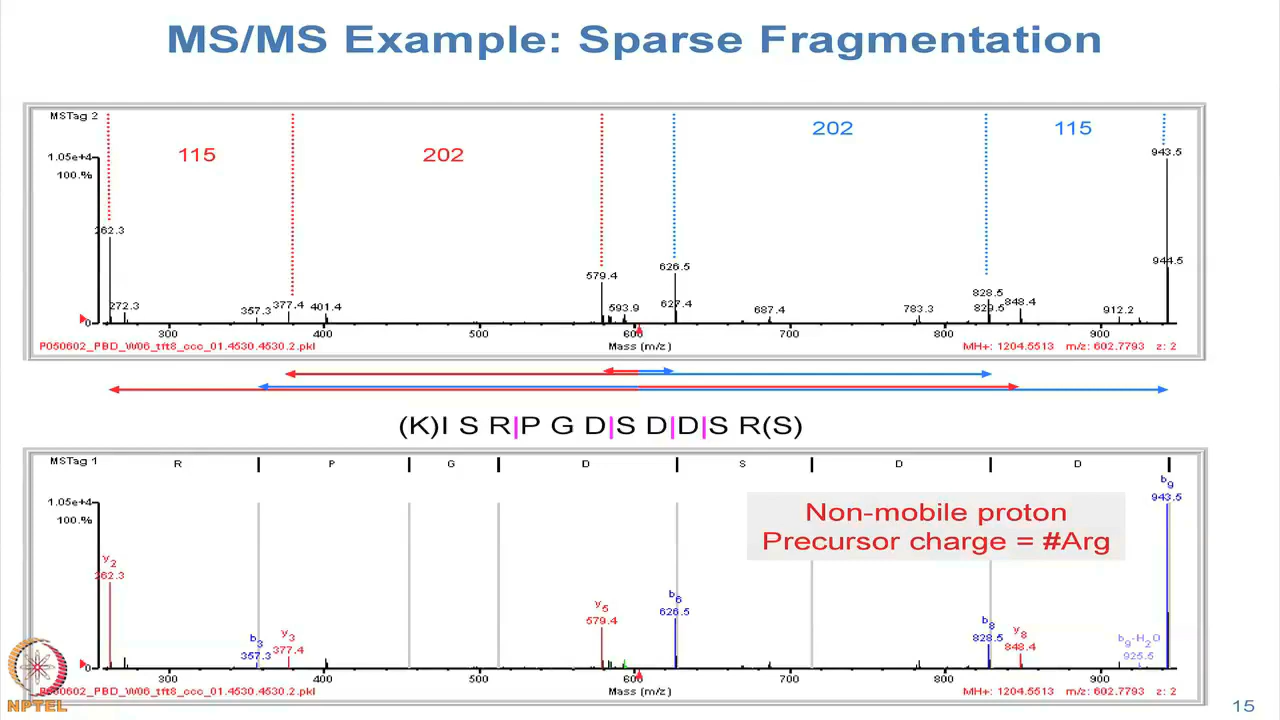 MS/MS Example: Sparse Fragmentation
MSTag 2
1.05e+4
100.%
0
115
202
202
115
262.3
272.3
357.3
377.4
401.4
579.4
593.9
626.5
627.4
687.4
783.3
828.5
829.5
848.4
912.2
943.5
944.5
300
400
500
600
700
800
900
P050602_PBD_W06_tft8_ccc_01.4530.4530.2.pkl
Mass (m/z)
MH+: 1204.5513 m/z: 602.7793 z: 2
(K)I S R|P G D|S D|D|S R(S)
MSTag 1
R P G D S D D
1.05e+4
100.%
0
Non-mobile proton
Precursor charge = #Arg
y2
262.3
b3
357.3
y3
377.4
y5
579.4
b6
626.5
b8
828.5
y8
848.4
b9-H2O
925.5
b9
943.5
300
400
500
600
700
800
900
Mass (m/z)
MH+: 1204.5513 m/z: 602.7793 z: 2
NPTEL
15